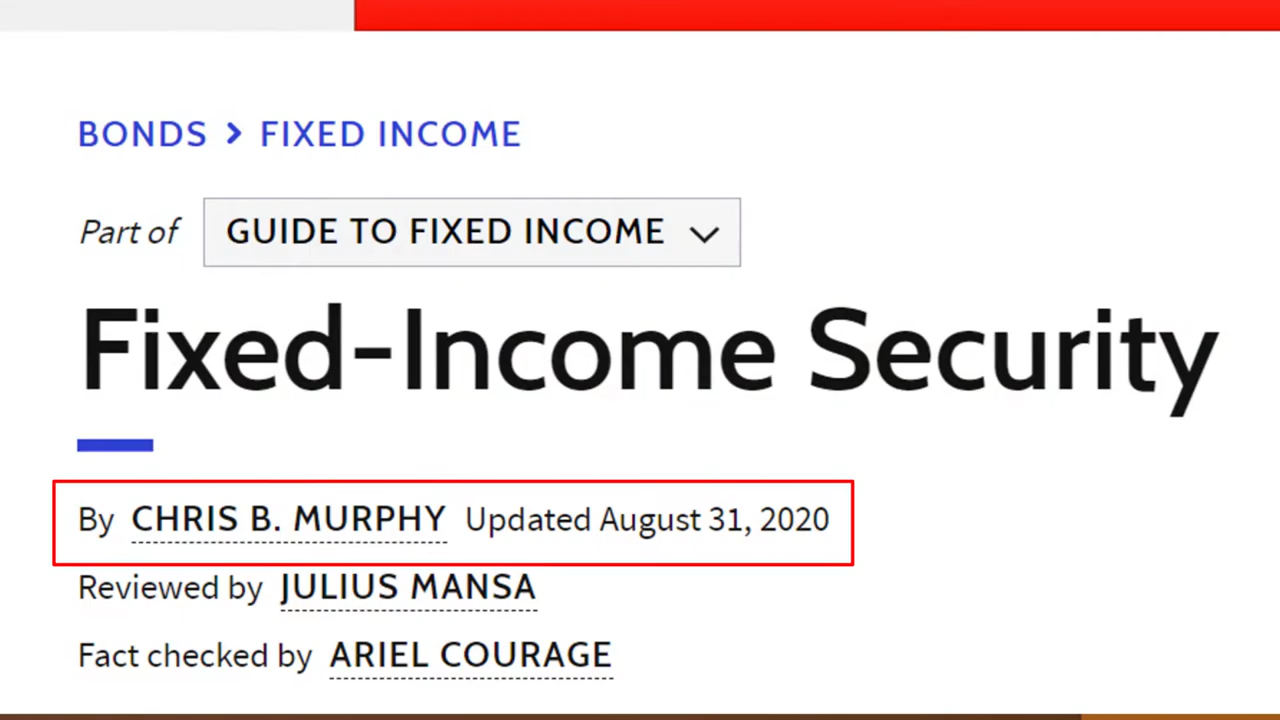 BONDS > FIXED INCOME
Part of GUIDE TO FIXED INCOME
Fixed-Income Security
By CHRIS B. MURPHY Updated August 31, 2020
Reviewed by JULIUS MANSA
Fact checked by ARIEL COURAGE